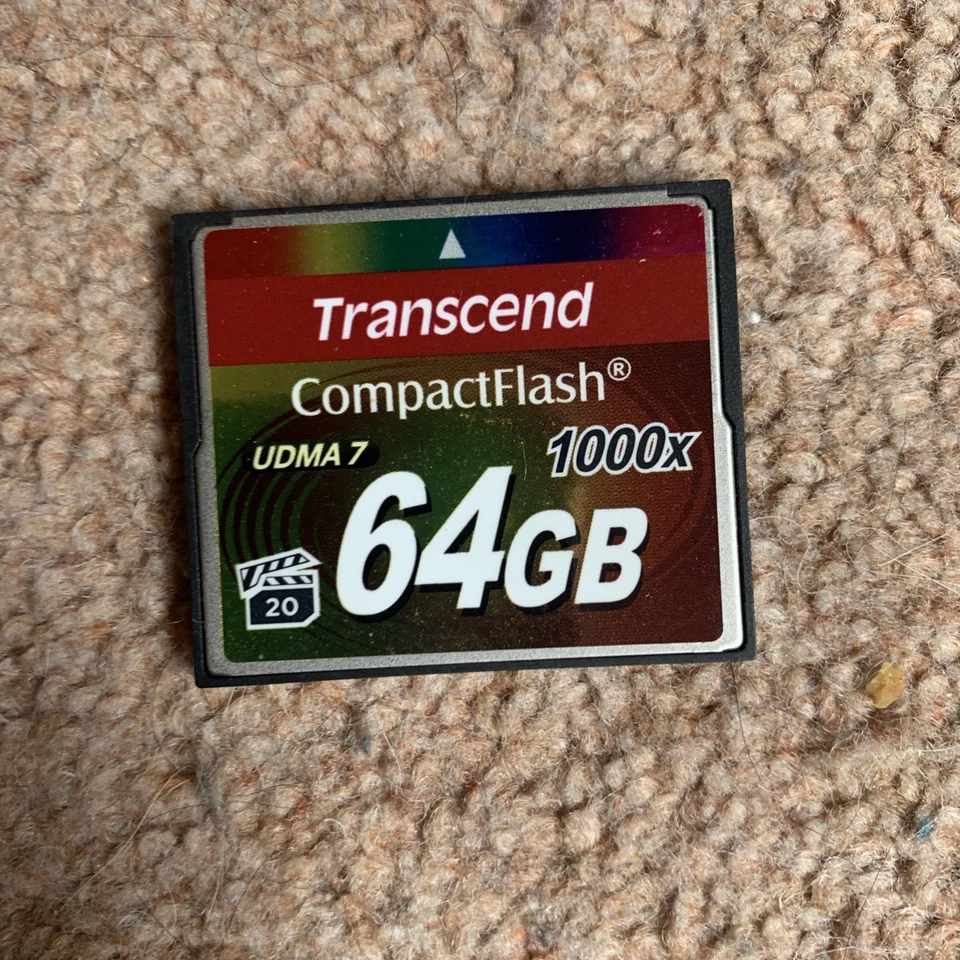 Transcend
CompactFlash®
UDMA 7 1000x
64GB
20